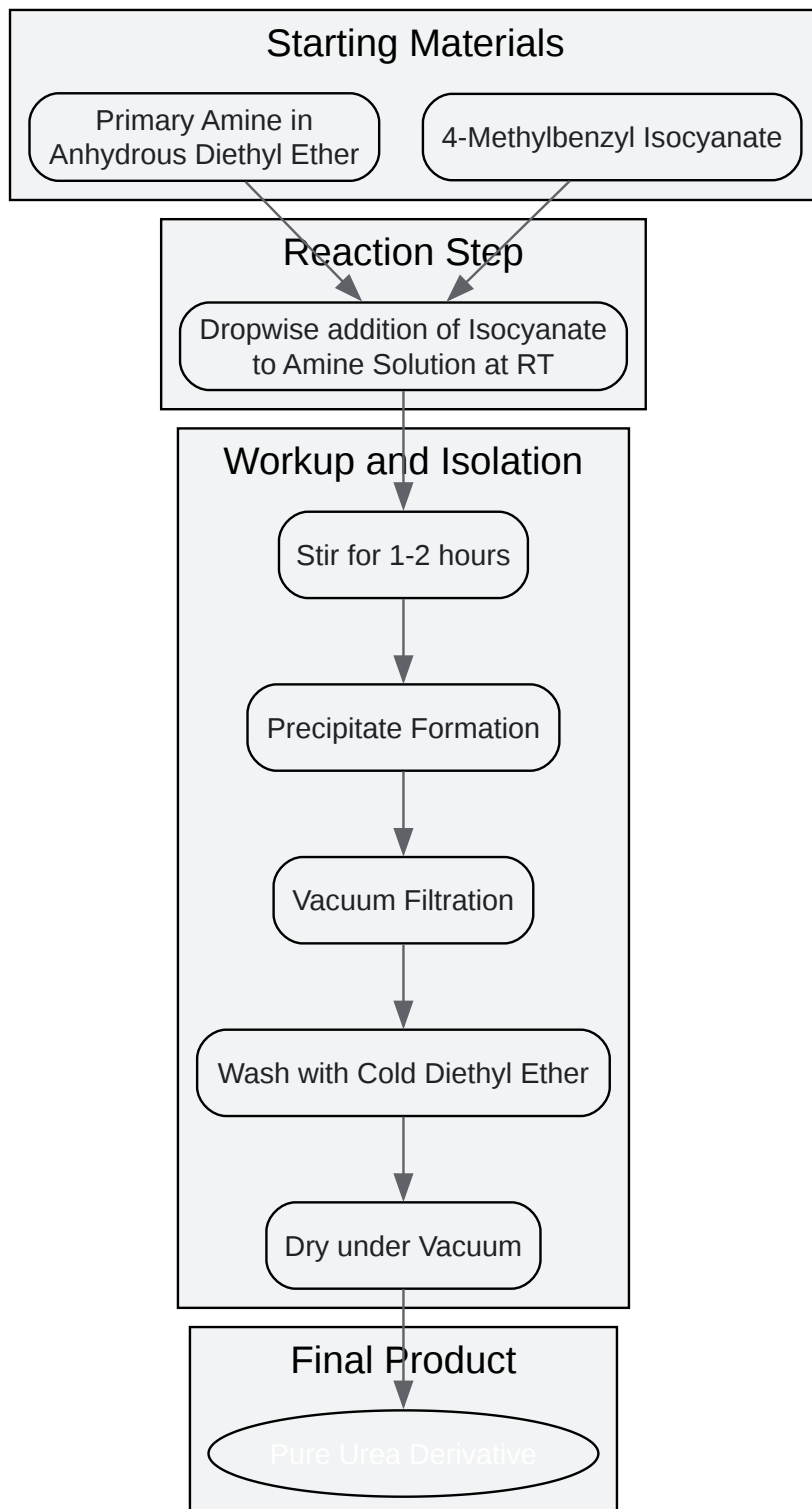 Starting Materials
Primary Amine in
Anhydrous Diethyl Ether
4-Methylbenzyl Isocyanate
Reaction Step
Dropwise addition of Isocyanate
to Amine Solution at RT
Workup and Isolation
Stir for 1-2 hours
Precipitate Formation
Vacuum Filtration
Wash with Cold Diethyl Ether
Dry under Vacuum
Final Product
Pure Urea Derivative